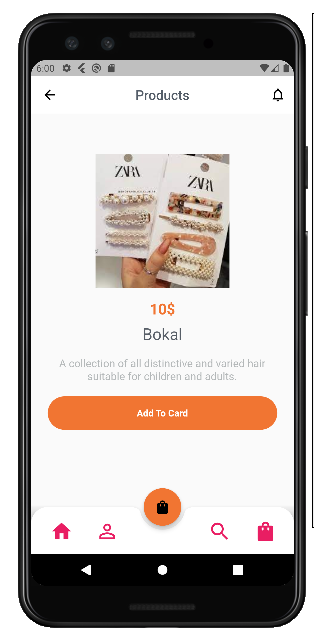 6:00
Products
ZARA
ZARA
10$
Bokal
A collection of all distinctive and varied hair
suitable for children and adults.
Add To Card